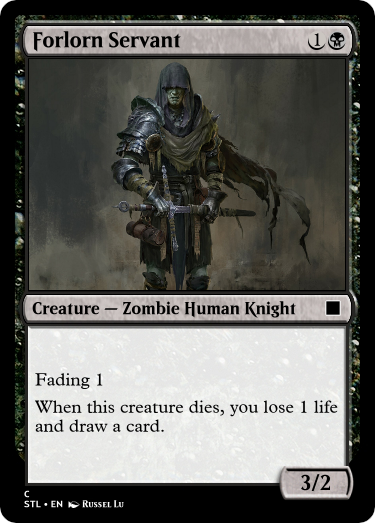 Forlorn Servant 1
Creature — Zombie Human Knight
Fading 1
When this creature dies, you lose 1 life
and draw a card.
3/2
C
STL • EN Russel Lu